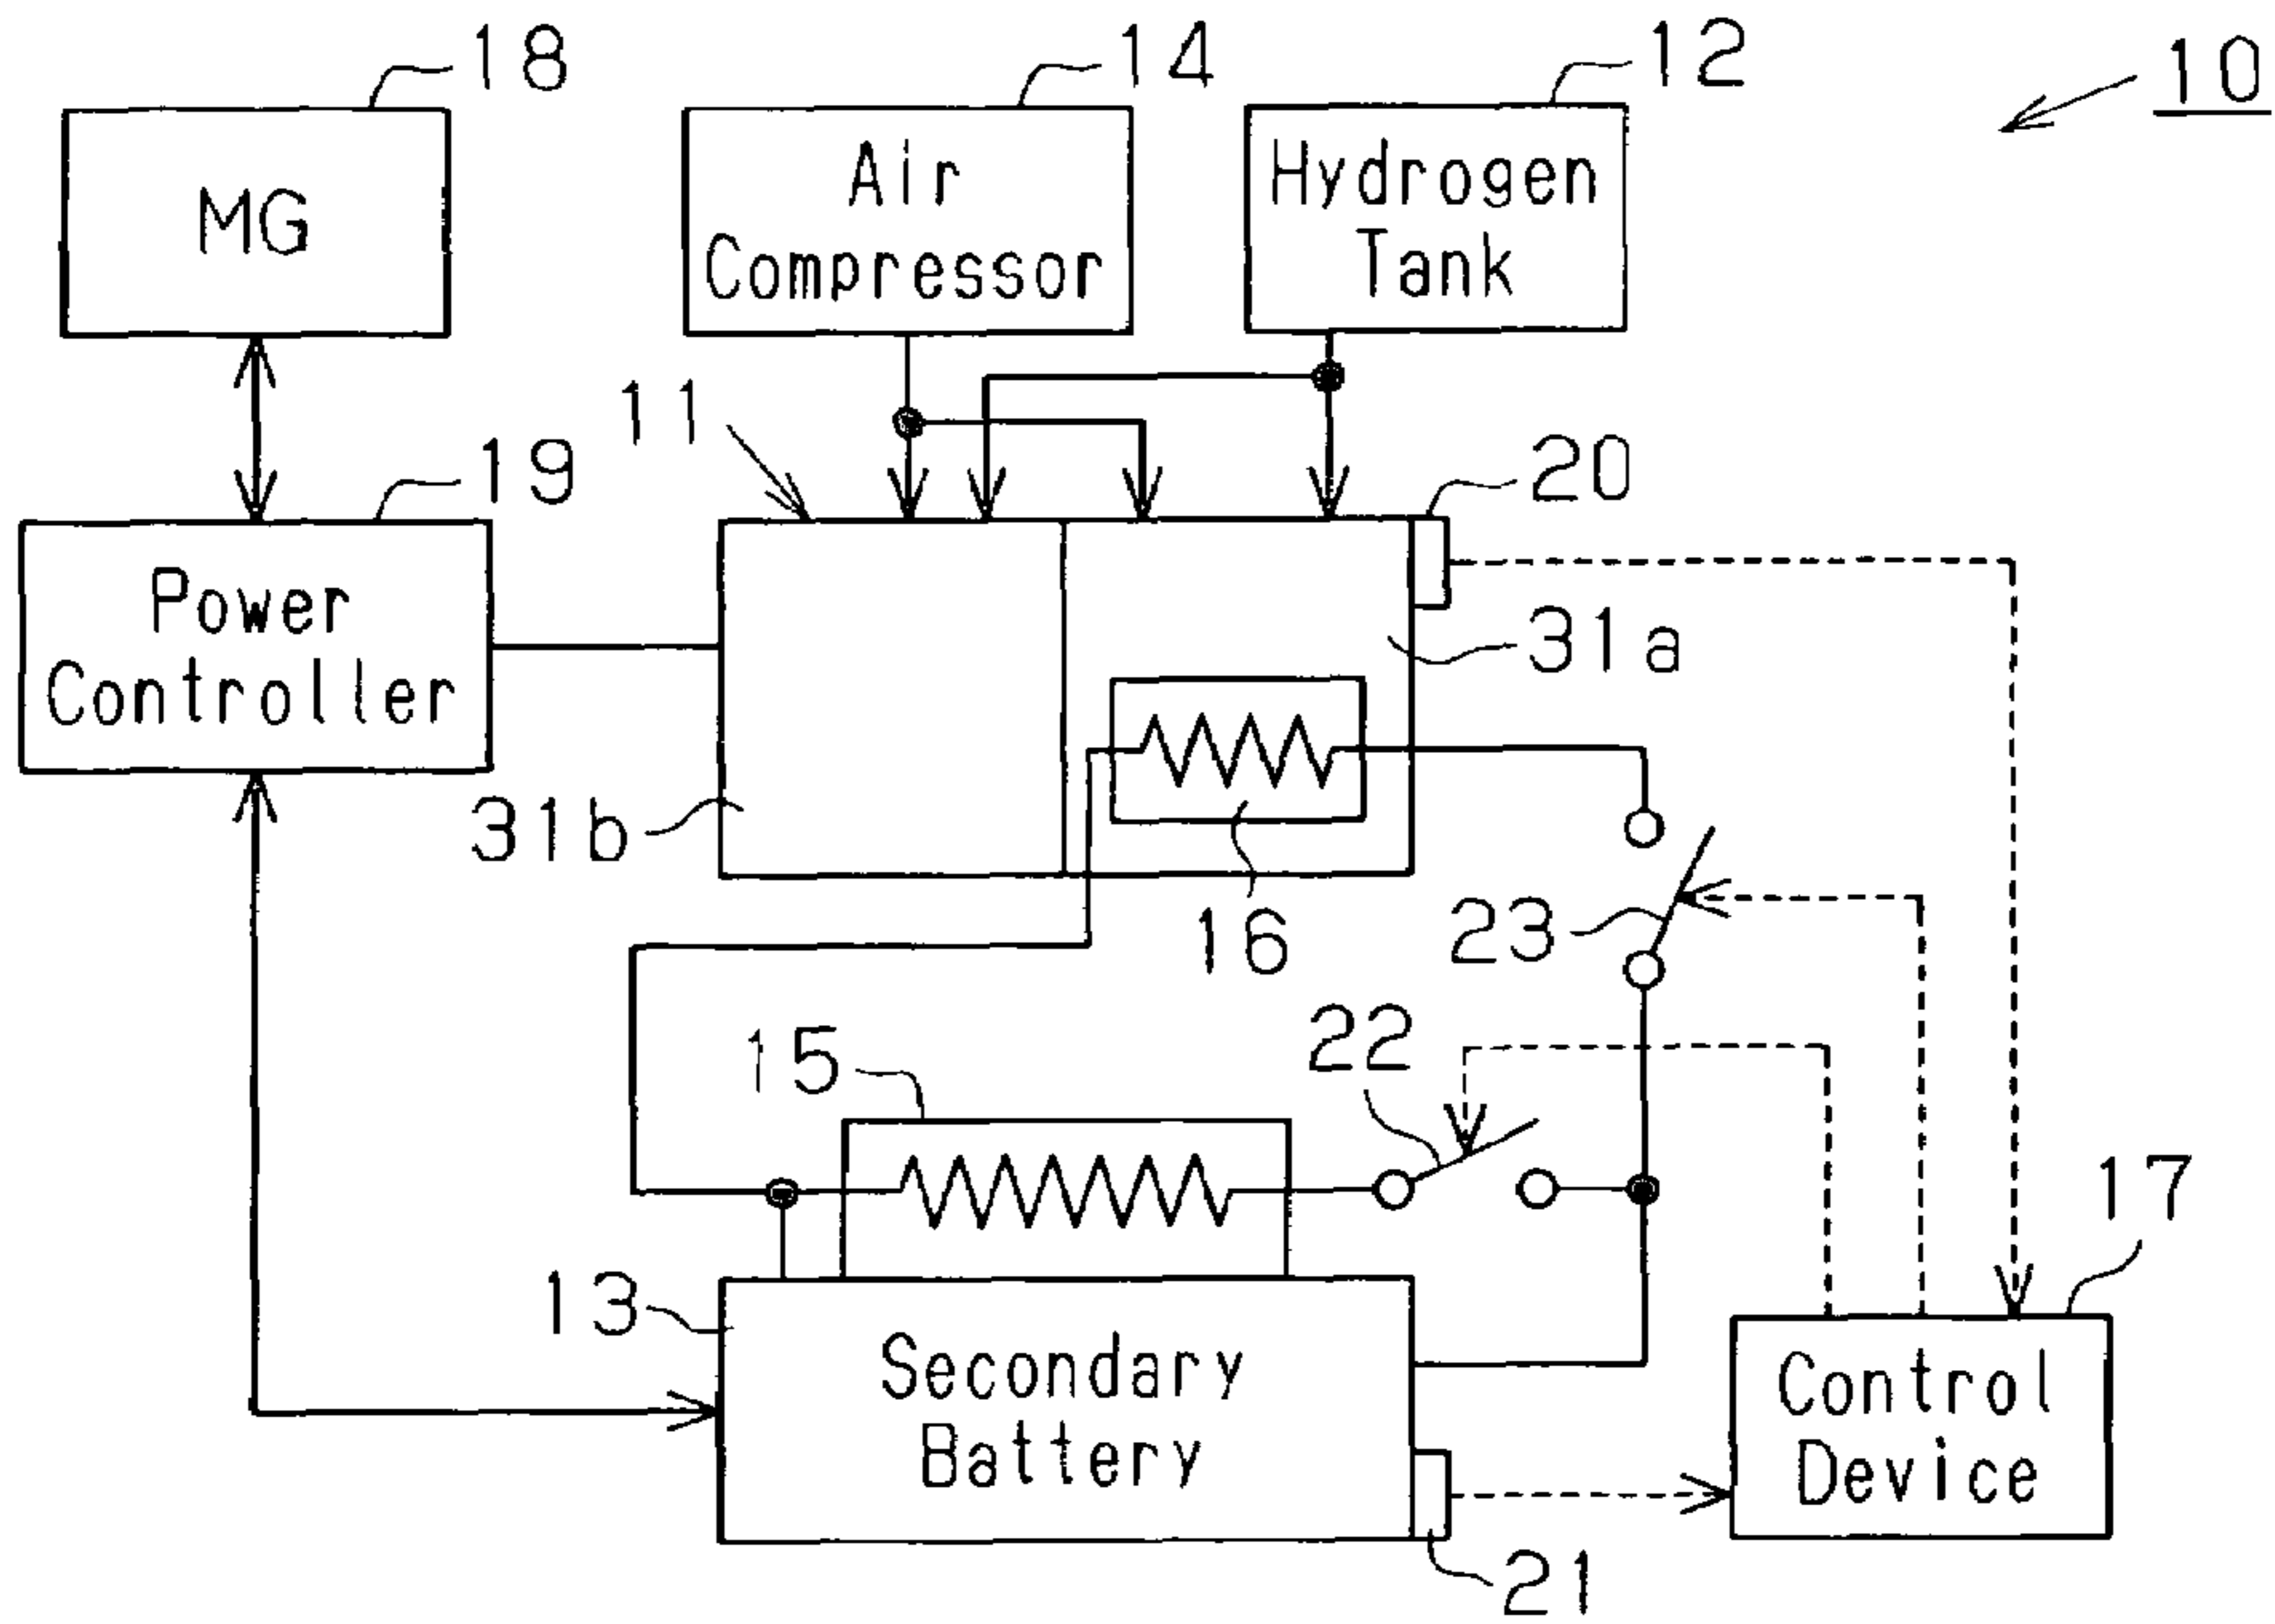 18
14
12
10
MG
Air
Compressor
Hydrogen
Tank
11
19
20
Power
Controller
31a
31b
16
23
22
15
17
13
Secondary
Battery
Control
Device
21